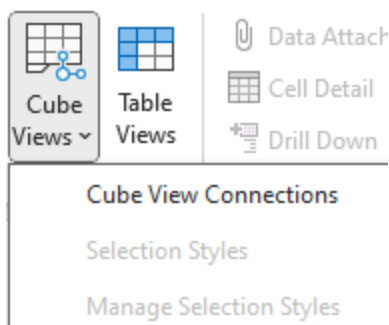 Cube
Views
Table
Views
Data Attach
Cell Detail
Drill Down
Cube View Connections
Selection Styles
Manage Selection Styles